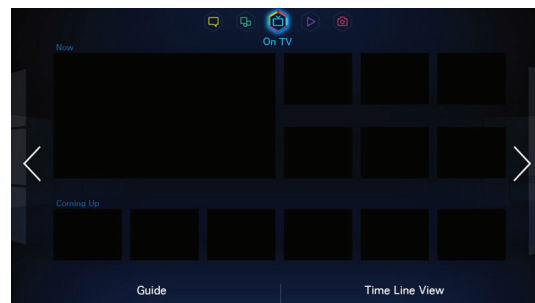 On TV
Now
Coming Up
Guide
Time Line View